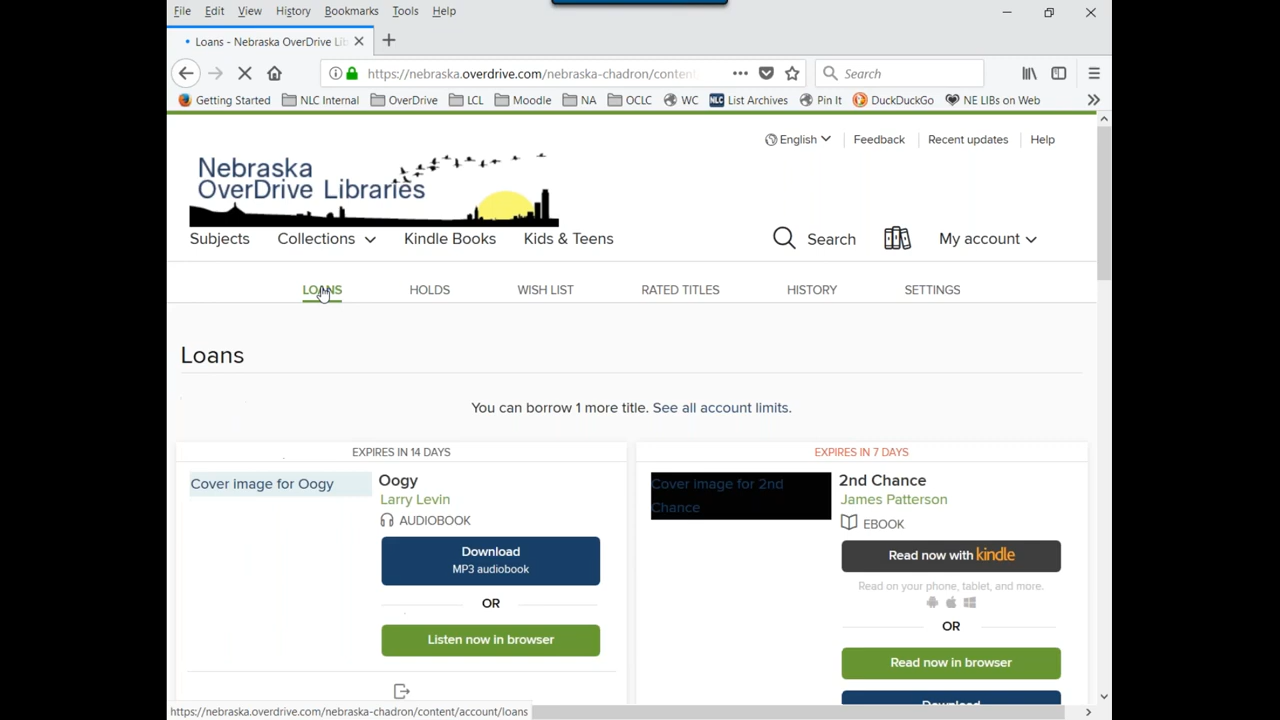 File Edit View History Bookmarks Tools Help
Loans - Nebraska OverDrive Lib
https://nebraska.overdrive.com/nebraska-chadron/content Search
Getting Started NLC Internal OverDrive LCL Moodle NA OCLC WC NLC List Archives Pin It DuckDuckGo NE LIBs on Web
English Feedback Recent updates Help
Nebraska
OverDrive Libraries
Subjects Collections Kindle Books Kids & Teens Search My account
LOANS HOLDS WISH LIST RATED TITLES HISTORY SETTINGS
Loans
You can borrow 1 more title. See all account limits.
EXPIRES IN 14 DAYS
Cover image for Oogy
Oogy
Larry Levin
AUDIOBOOK
Download
MP3 audiobook
OR
Listen now in browser
EXPIRES IN 7 DAYS
Cover image for 2nd
Chance
2nd Chance
James Patterson
EBOOK
Read now with kindle
Read on your phone, tablet, and more.
OR
Read now in browser
Download
https://nebraska.overdrive.com/nebraska-chadron/content/account/loans